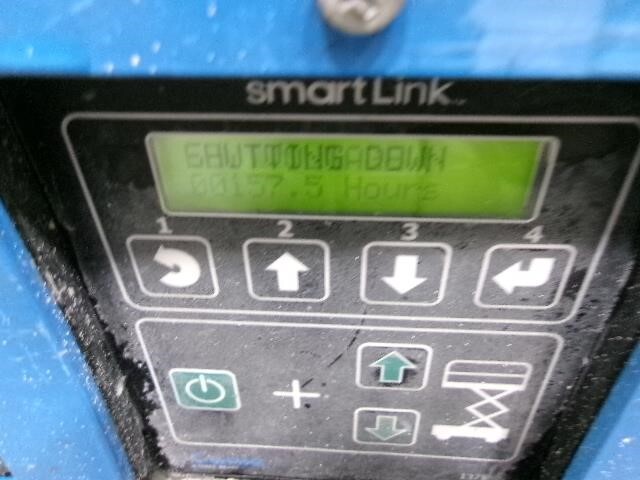 smartLink
SHUTTING DOWN
00157.5 Hours
1 2 3 4